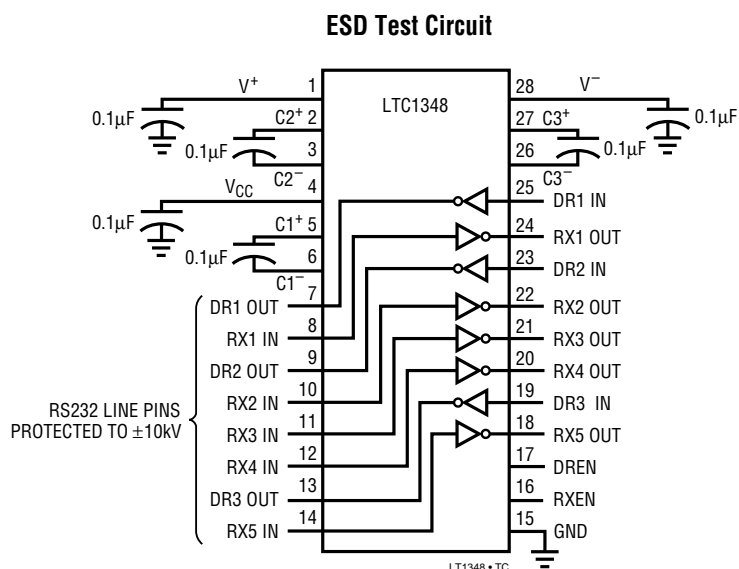 ESD Test Circuit
LTC1348
V+ 1
0.1µF
C2+ 2
0.1µF
3
C2−
VCC 4
0.1µF
C1+ 5
0.1µF
6
C1−
DR1 OUT 7
RX1 IN 8
DR2 OUT 9
RX2 IN 10
RX3 IN 11
RX4 IN 12
DR3 OUT 13
RX5 IN 14
RS232 LINE PINS
PROTECTED TO ±10kV
28 V−
0.1µF
27 C3+
0.1µF
26
C3−
25 DR1 IN
24 RX1 OUT
23 DR2 IN
22 RX2 OUT
21 RX3 OUT
20 RX4 OUT
19 DR3 IN
18 RX5 OUT
17 DREN
16 RXEN
15 GND
LT1348 • TC